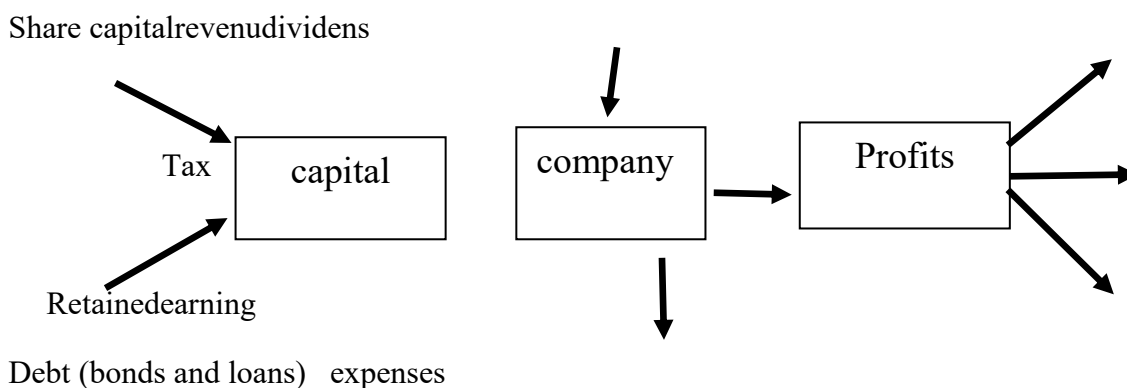 Share capitalrevenudividens
Tax
capital
company
Profits
Retainedearning
Debt (bonds and loans) expenses